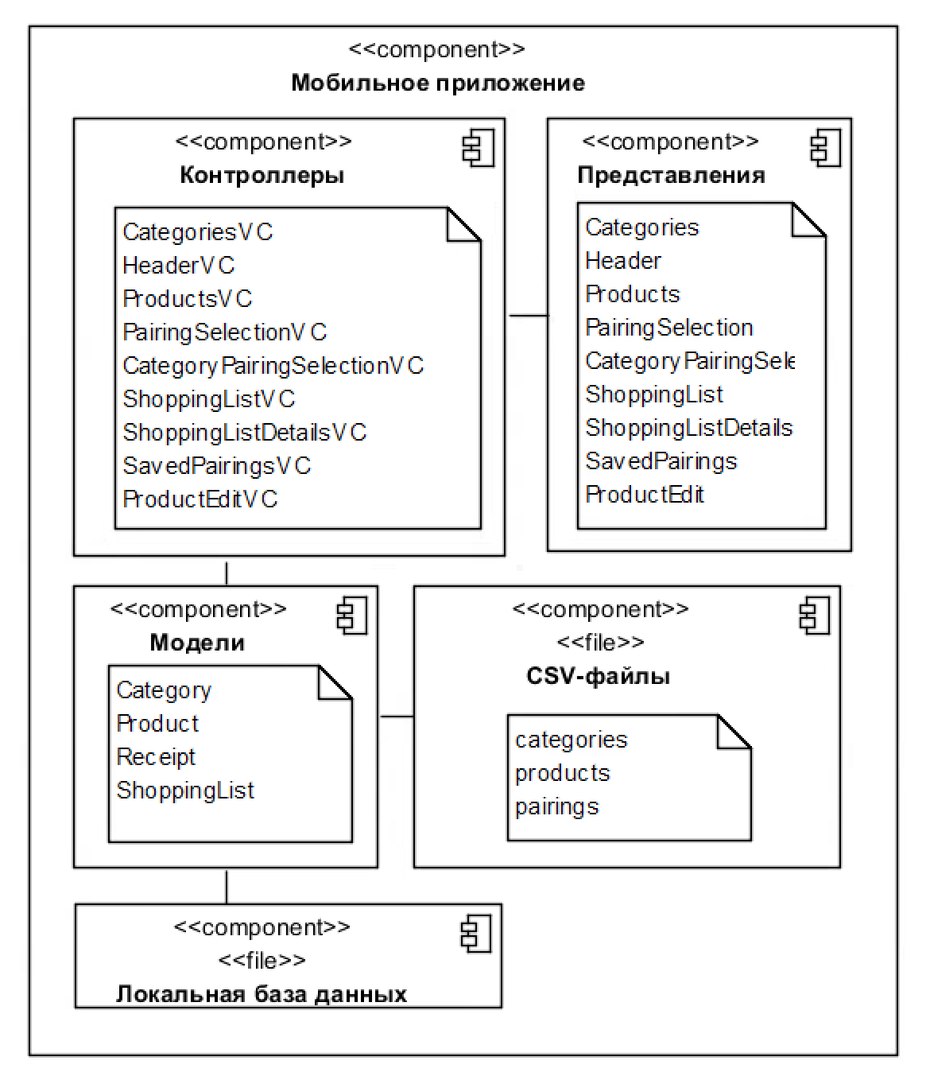 <<component>>
Мобильное приложение
<<component>>
Контроллеры
CategoriesVC
HeaderVC
ProductsVC
PairingSelectionVC
CategoryPairingSelectionVC
ShoppingListVC
ShoppingListDetailsVC
SavedPairingsVC
ProductEditVC
<<component>>
Представления
Categories
Header
Products
PairingSelection
CategoryPairingSele
ShoppingList
ShoppingListDetails
SavedPairings
ProductEdit
<<component>>
Модели
Category
Product
Receipt
ShoppingList
<<component>>
<<file>>
CSV-файлы
categories
products
pairings
<<component>>
<<file>>
Локальная база данных